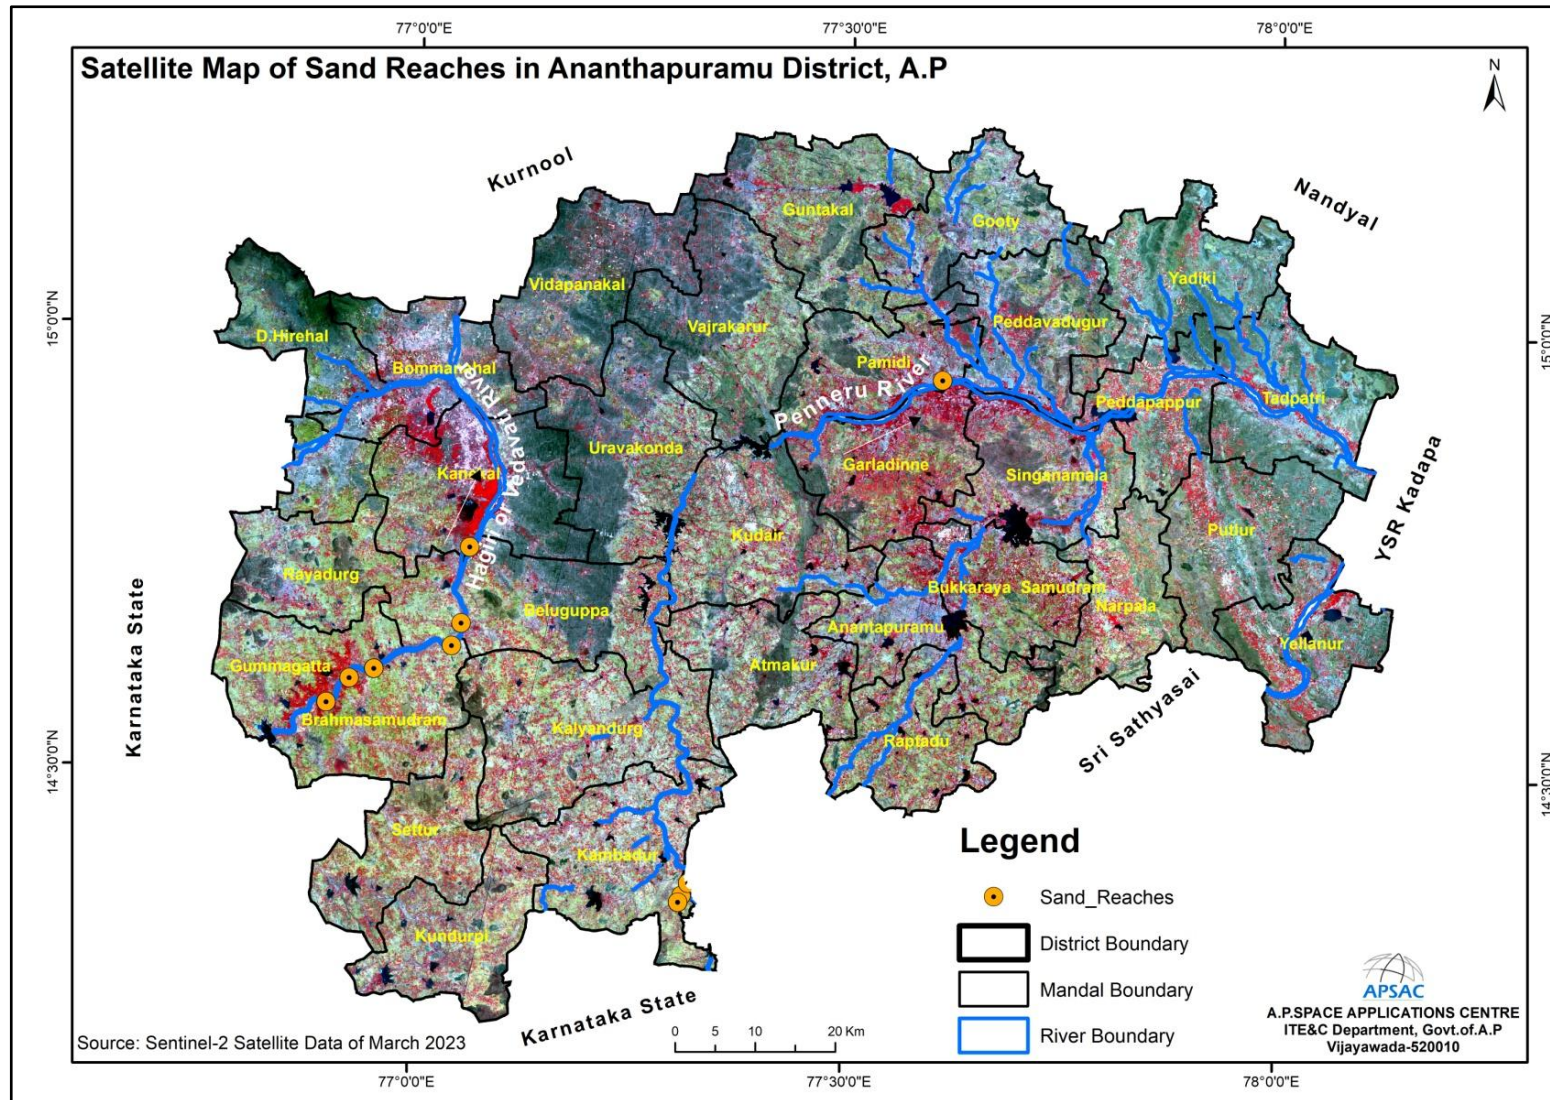 77°0'0"E
77°30'0"E
78°0'0"E
Satellite Map of Sand Reaches in Ananthapuramu District, A.P
N
Kurnool
Nandyal
Guntakal
Gooty
Vidapanakal
Yadiki
15°0'0"N
15°0'0"N
D.Hirehal
Vajrakarur
Peddavadugur
Bommanahal
Pamidi
Penneru River
Peddapappur
Tadpatri
Hagiri or Vedavati River
Uravakonda
Kanekal
Garladinne
Singanamala
YSR Kadapa
Kudair
Putlur
Rayadurg
Beluguppa
Bukkaraya Samudram
Narpala
Karnataka State
Anantapuramu
Yellanur
Gummagatta
Atmakur
Brahmasamudram
Kalyandurg
Raptadu
Sri Sathyasai
14°30'0"N
14°30'0"N
Settur
Kambadur
Kundurpi
Karnataka State
Legend
Sand_Reaches
District Boundary
Mandal Boundary
River Boundary
APSAC
A.P.SPACE APPLICATIONS CENTRE
ITE&C Department, Govt.of.A.P
Vijayawada-520010
Source: Sentinel-2 Satellite Data of March 2023
0 5 10 20 Km
77°0'0"E
77°30'0"E
78°0'0"E